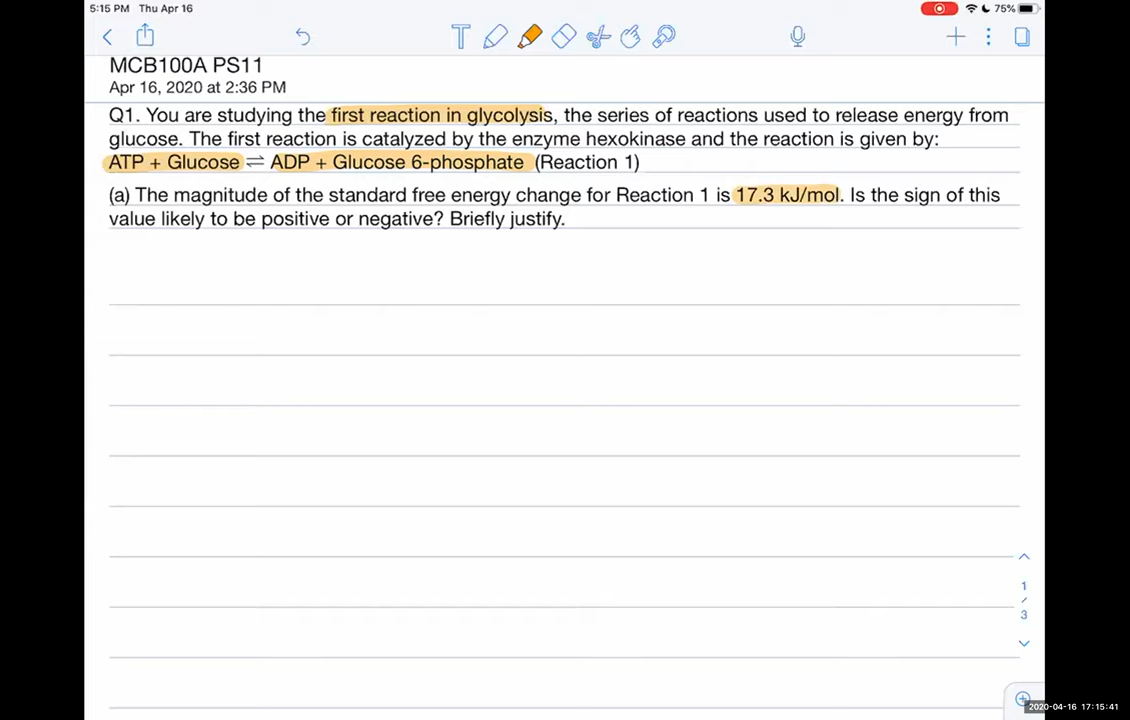 5:15 PM Thu Apr 16
75%
MCB100A PS11
Apr 16, 2020 at 2:36 PM
Q1. You are studying the first reaction in glycolysis, the series of reactions used to release energy from
glucose. The first reaction is catalyzed by the enzyme hexokinase and the reaction is given by:
ATP + Glucose ⇌ ADP + Glucose 6-phosphate (Reaction 1)
(a) The magnitude of the standard free energy change for Reaction 1 is 17.3 kJ/mol. Is the sign of this
value likely to be positive or negative? Briefly justify.
1
/
3
2020-04-16 17:15:41